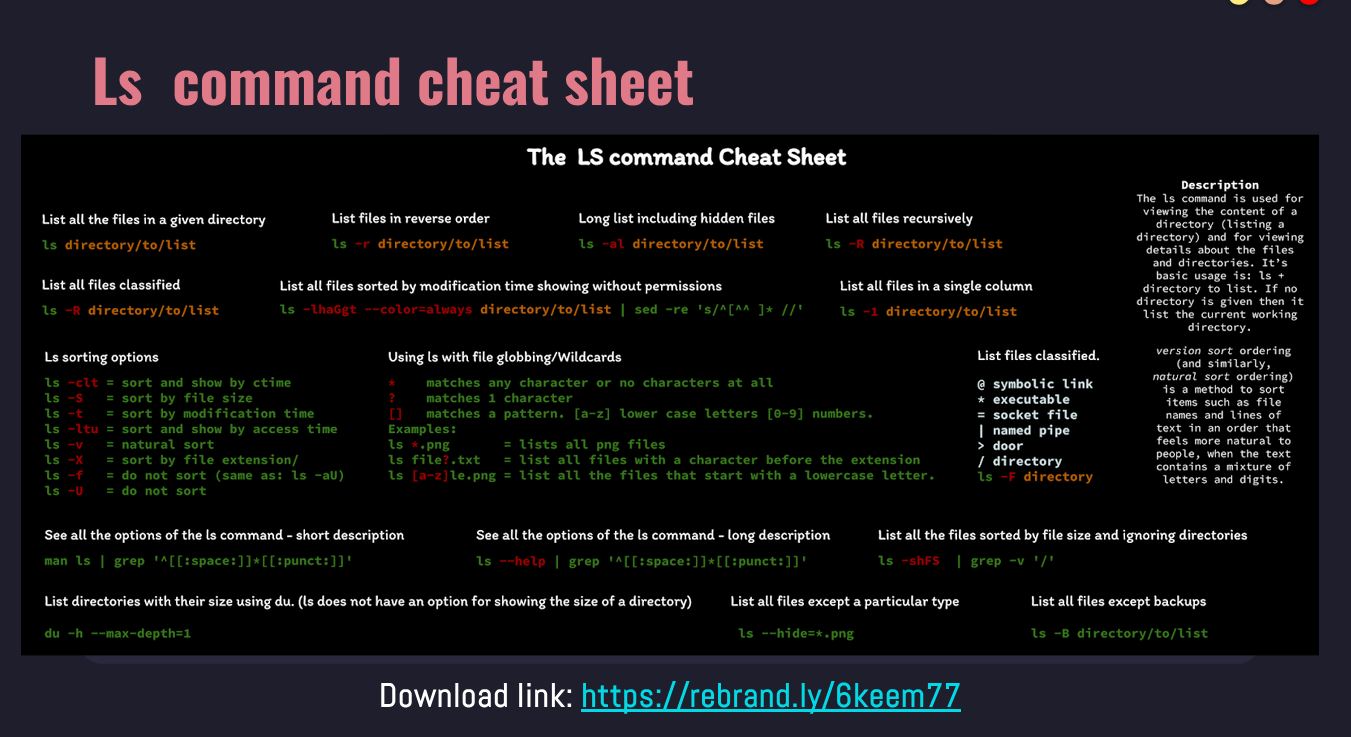 Ls command cheat sheet
The LS command Cheat Sheet
List all the files in a given directory
ls directory/to/list
List files in reverse order
ls -r directory/to/list
Long list including hidden files
ls -al directory/to/list
List all files recursively
ls -R directory/to/list
List all files classified
ls -R directory/to/list
List all files sorted by modification time showing without permissions
ls -lhaGgt --color=always directory/to/list | sed -re 's/^[^^ ]* //'
List all files in a single column
ls -1 directory/to/list
Description
The ls command is used for
viewing the content of a
directory (listing a
directory) and for viewing
details about the files
and directories. It's
basic usage is: ls +
directory to list. If no
directory is given then it
list the current working
directory.
version sort ordering
(and similarly,
natural sort ordering)
is a method to sort
items such as file
names and lines of
text in an order that
feels more natural to
people, when the text
contains a mixture of
letters and digits.
Ls sorting options
ls -clt = sort and show by ctime
ls -S = sort by file size
ls -t = sort by modification time
ls -ltu = sort and show by access time
ls -v = natural sort
ls -X = sort by file extension/
ls -f = do not sort (same as: ls -aU)
ls -U = do not sort
Using ls with file globbing/Wildcards
* matches any character or no characters at all
? matches 1 character
[] matches a pattern. [a-z] lower case letters [0-9] numbers.
Examples:
ls *.png = lists all png files
ls file?.txt = list all files with a character before the extension
ls [a-z]le.png = list all the files that start with a lowercase letter.
List files classified.
@ symbolic link
* executable
= socket file
| named pipe
> door
/ directory
ls -F directory
See all the options of the ls command - short description
man ls | grep '^[[:space:]]*[[:punct:]]'
See all the options of the ls command - long description
ls --help | grep '^[[:space:]]*[[:punct:]]'
List all the files sorted by file size and ignoring directories
ls -shFS | grep -v '/'
List directories with their size using du. (ls does not have an option for showing the size of a directory)
du -h --max-depth=1
List all files except a particular type
ls --hide=*.png
List all files except backups
ls -B directory/to/list
Download link: https://rebrand.ly/6keem77